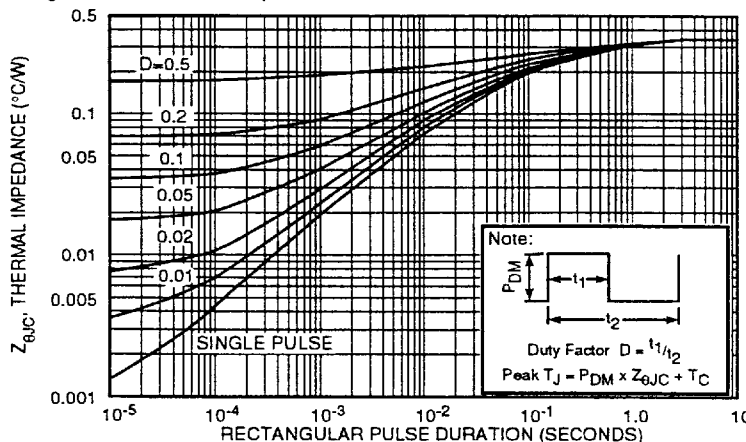 0.5
0.1
0.05
0.01
0.005
0.001
ZθJC, THERMAL IMPEDANCE (°C/W)
D=0.5
0.2
0.1
0.05
0.02
0.01
SINGLE PULSE
Note:
PDM
t1
t2
Duty Factor D = t1/t2
Peak TJ = PDM x ZθJC + TC
10-5 10-4 10-3 10-2 10-1 1.0 10
RECTANGULAR PULSE DURATION (SECONDS)